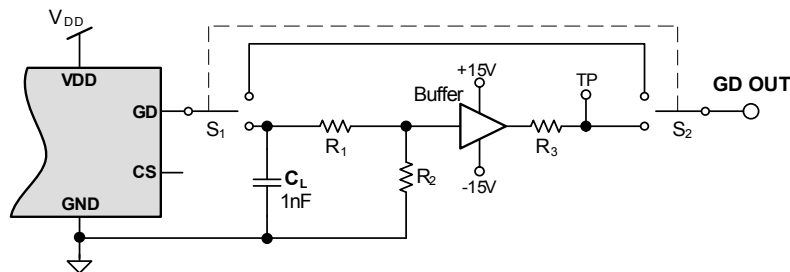 VDD
VDD
GD
CS
GND
S1
CL
1nF
R1
R2
Buffer
+15V
-15V
R3
TP
S2
GD OUT